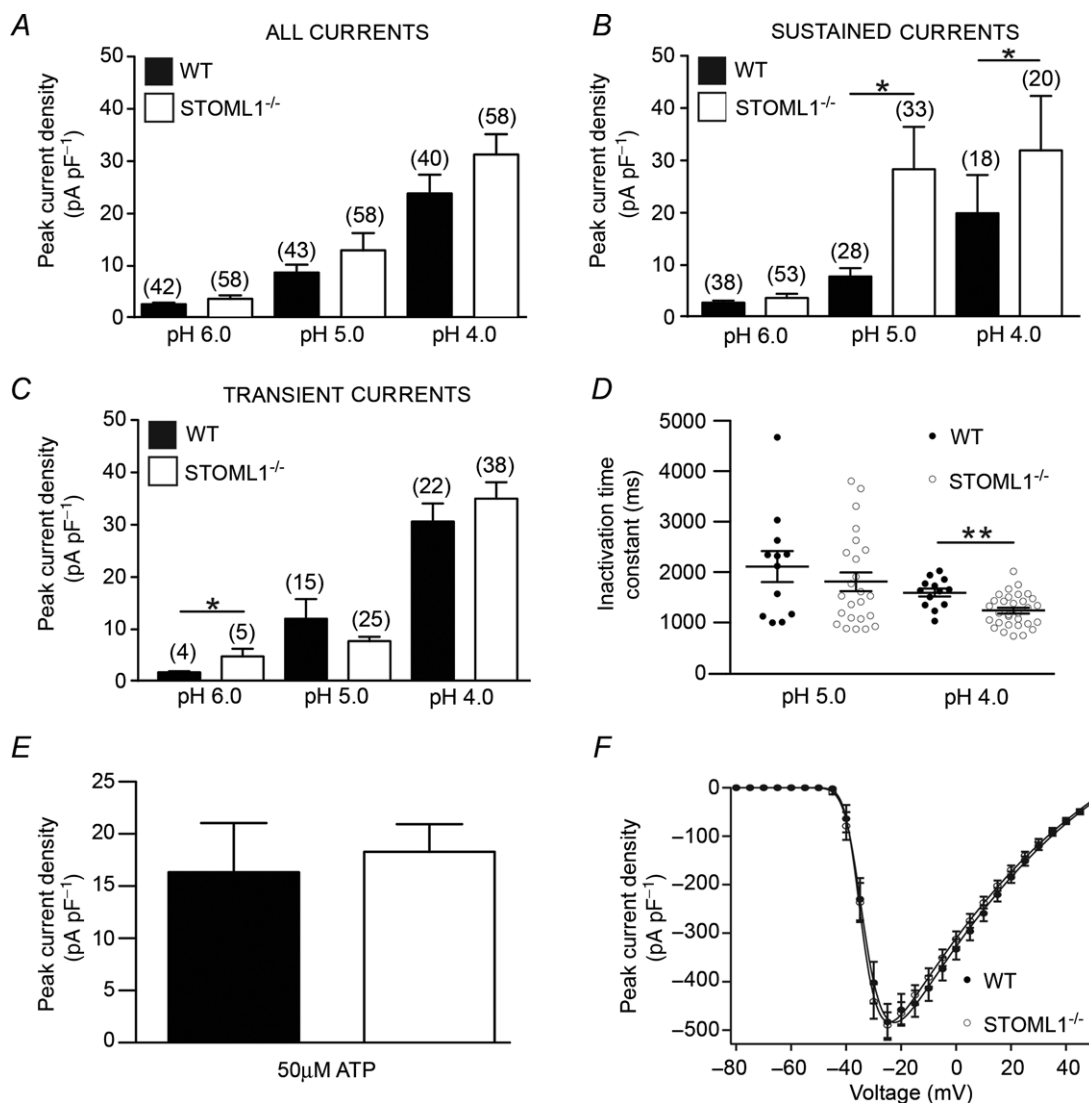 A
ALL CURRENTS
Peak current density
(pA pF⁻¹)
50
40
30
20
10
0
WT
STOML1⁻/⁻
(42)
(58)
(43)
(58)
(40)
(58)
pH 6.0
pH 5.0
pH 4.0
B
SUSTAINED CURRENTS
Peak current density
(pA pF⁻¹)
50
40
30
20
10
0
WT
STOML1⁻/⁻
*
*
(38)
(53)
(28)
(33)
(18)
(20)
pH 6.0
pH 5.0
pH 4.0
C
TRANSIENT CURRENTS
Peak current density
(pA pF⁻¹)
50
40
30
20
10
0
WT
STOML1⁻/⁻
*
(4)
(5)
(15)
(25)
(22)
(38)
pH 6.0
pH 5.0
pH 4.0
D
Inactivation time
constant (ms)
5000
4000
3000
2000
1000
0
WT
STOML1⁻/⁻
**
pH 5.0
pH 4.0
E
Peak current density
(pA pF⁻¹)
25
20
15
10
5
0
50µM ATP
F
Peak current density
(pA pF⁻¹)
0
−100
−200
−300
−400
−500
WT
STOML1⁻/⁻
−80
−60
−40
−20
0
20
40
Voltage (mV)